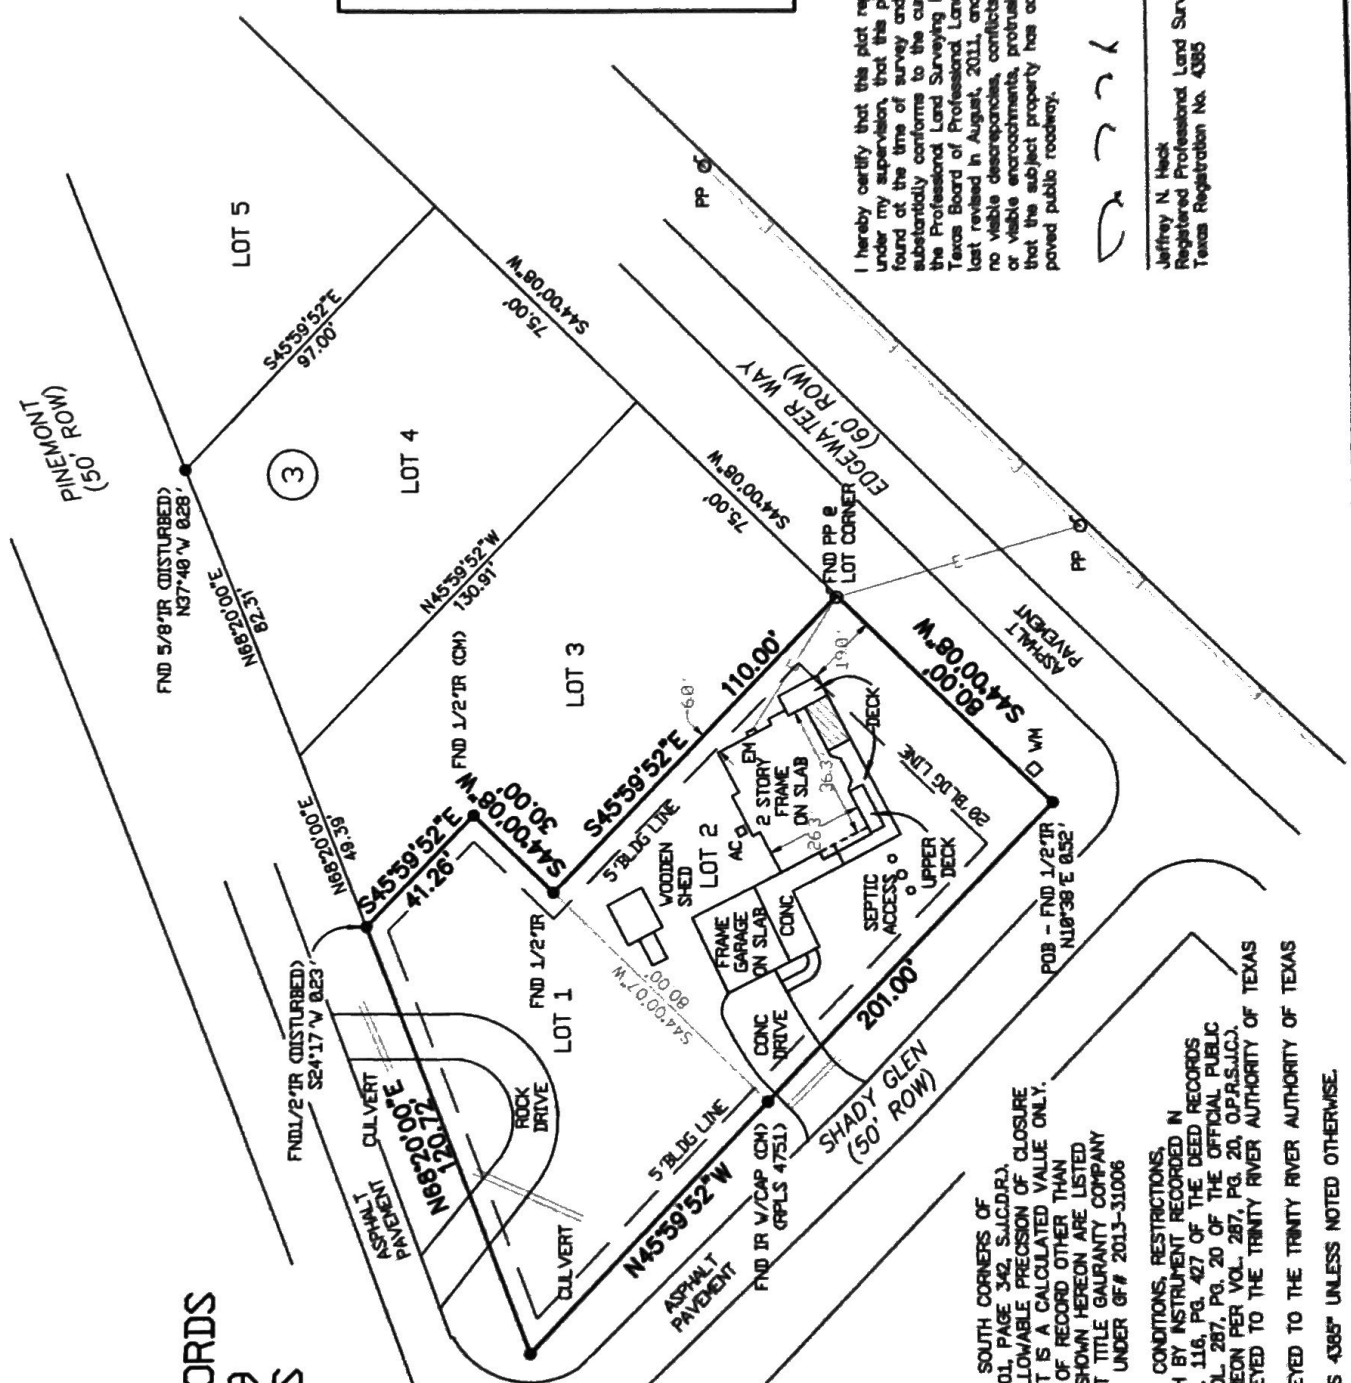 PINEMONT
(50' ROW)
LOT 5
S45°59'52"E
97.00'
S44°00'08"W
75.00'
PP
FND 5/8"IR (DISTURBED)
N37°40'W 0.28'
3
LOT 4
N68°20'00"E
82.31'
N45°59'52"W
130.91'
S44°00'08"W
75.00'
EDGEWATER WAY
(60' ROW)
FND 1/2"IR (CM)
LOT 3
FND PP @
LOT CORNER
PP
ASPHALT
PAVEMENT
N68°20'00"E
49.39'
S45°59'52"E
41.26'
S44°00'08"W
30.00'
S45°59'52"E
110.00'
S44°00'08"W
80.00'
FND1/2"IR (DISTURBED)
S24°17'W 0.23'
FND 1/2"IR
5'BLDG LINE
WOODEN
SHED
LOT 2
AC
EM
2 STORY
FRAME
ON SLAB
36.3'
19.0'
DECK
20'BLDG LINE
WM
FRAME
GARAGE
ON SLAB
CONC
SEPTIC
ACCESS
UPPER
DECK
POB - FND 1/2"IR
N10°38'E 0.52'
LOT 1
S44°00'07"W
80.00'
CONC
DRIVE
201.00'
CULVERT
ROCK
DRIVE
ASPHALT
PAVEMENT
N68°20'00"E
120.72'
CULVERT
5'BLDG LINE
N45°59'52"W
FND IR W/CAP (CM)
(RPLS 4751)
SHADY GLEN
(50' ROW)
ASPHALT
PAVEMENT
I hereby certify that this plat
under my supervision, that this
found at the time of survey and
substantially conforms to the
the Professional Land Surveying
Texas Board of Professional Land
last revised in August, 2011, and
no visible descrepancies, conflicts
or visible encroachments,
that the subject property has
paved public roadway.
Jeffrey N. Heck
Registered Professional Land
Texas Registration No. 4385
SOUTH CORNERS OF
PAGE 342, S.J.C.D.R.).
PRECISION OF CLOSURE
IS A CALCULATED VALUE ONLY.
OF RECORD OTHER THAN
SHOWN HEREON ARE LISTED
TITLE GAURANTY COMPANY
UNDER GF# 2013-31006
CONDITIONS, RESTRICTIONS,
BY INSTRUMENT RECORDED IN
116, PG. 427 OF THE DEED RECORDS
287, PG. 20 OF THE OFFICIAL PUBLIC
PER VOL. 287, PG. 20, O.P.R.S.J.C.).
TO THE TRINITY RIVER AUTHORITY OF TEXAS
TO THE TRINITY RIVER AUTHORITY OF TEXAS
4385" UNLESS NOTED OTHERWISE.